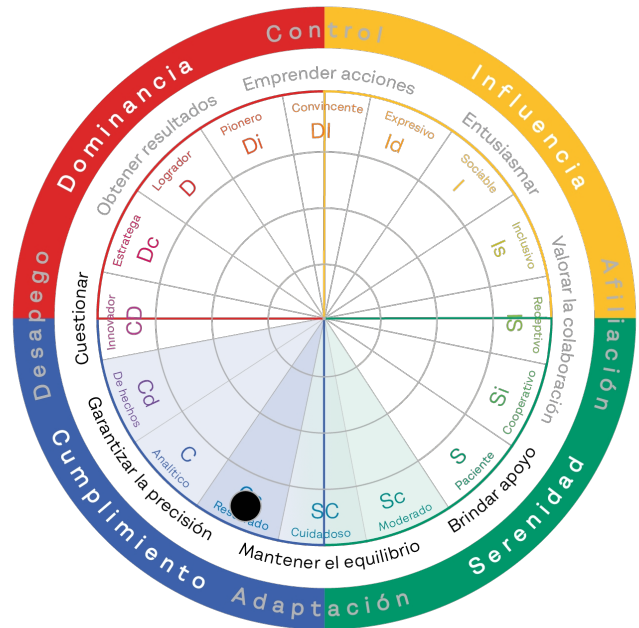 Control
Dominancia
Influencia
Desapego
Afiliación
Cumplimiento
Serenidad
Adaptación
Emprender acciones
Obtener resultados
Entusiasmar
Cuestionar
Valorar la colaboración
Garantizar la precisión
Brindar apoyo
Mantener el equilibrio
Convincente
DI
Expresivo
Id
Sociable
I
Inclusivo
Is
Receptivo
IS
Cooperativo
Si
Paciente
S
Moderado
Sc
Cuidadoso
SC
Analítico
C
De hechos
Cd
Innovador
CD
Estratega
Dc
Logrador
D
Pionero
Di